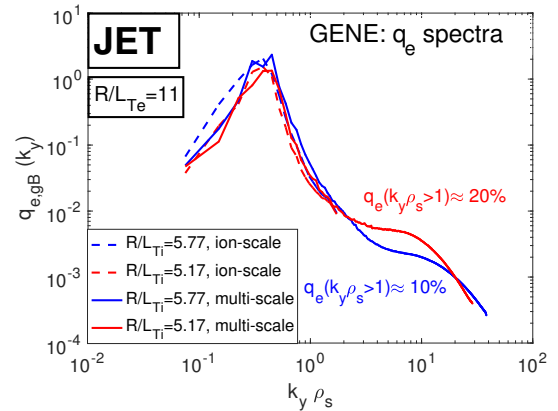 JET
GENE: q_e spectra
R/L_Te=11
q_e,gB (k_y)
10^1
10^0
10^-1
10^-2
10^-3
10^-4
q_e(k_yρ_s>1)≈ 20%
q_e(k_yρ_s>1)≈ 10%
R/L_Ti=5.77, ion-scale
R/L_Ti=5.17, ion-scale
R/L_Ti=5.77, multi-scale
R/L_Ti=5.17, multi-scale
10^-2
10^-1
10^0
10^1
10^2
k_y ρ_s